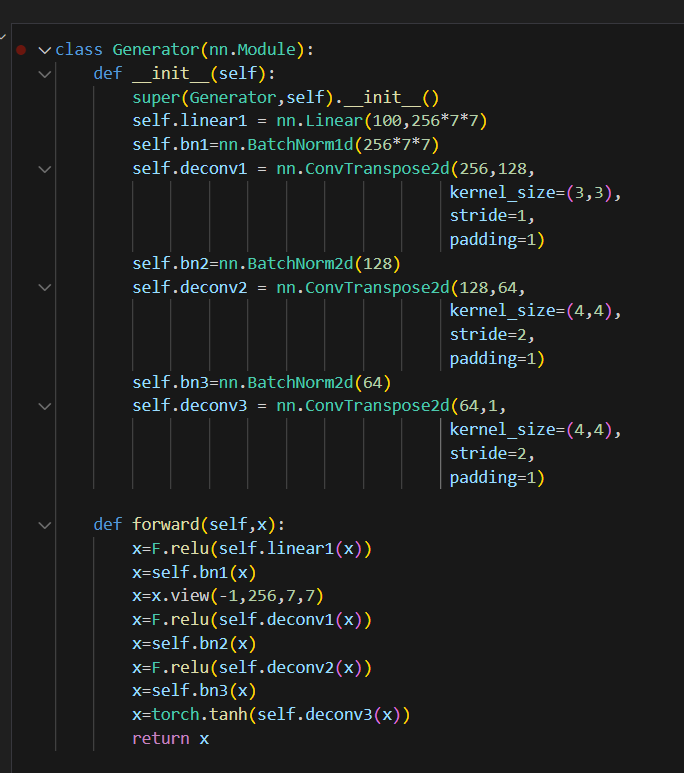 class Generator(nn.Module):
    def __init__(self):
        super(Generator,self).__init__()
        self.linear1 = nn.Linear(100,256*7*7)
        self.bn1=nn.BatchNorm1d(256*7*7)
        self.deconv1 = nn.ConvTranspose2d(256,128,
                                         kernel_size=(3,3),
                                         stride=1,
                                         padding=1)
        self.bn2=nn.BatchNorm2d(128)
        self.deconv2 = nn.ConvTranspose2d(128,64,
                                         kernel_size=(4,4),
                                         stride=2,
                                         padding=1)
        self.bn3=nn.BatchNorm2d(64)
        self.deconv3 = nn.ConvTranspose2d(64,1,
                                         kernel_size=(4,4),
                                         stride=2,
                                         padding=1)
    def forward(self,x):
        x=F.relu(self.linear1(x))
        x=self.bn1(x)
        x=x.view(-1,256,7,7)
        x=F.relu(self.deconv1(x))
        x=self.bn2(x)
        x=F.relu(self.deconv2(x))
        x=self.bn3(x)
        x=torch.tanh(self.deconv3(x))
        return x